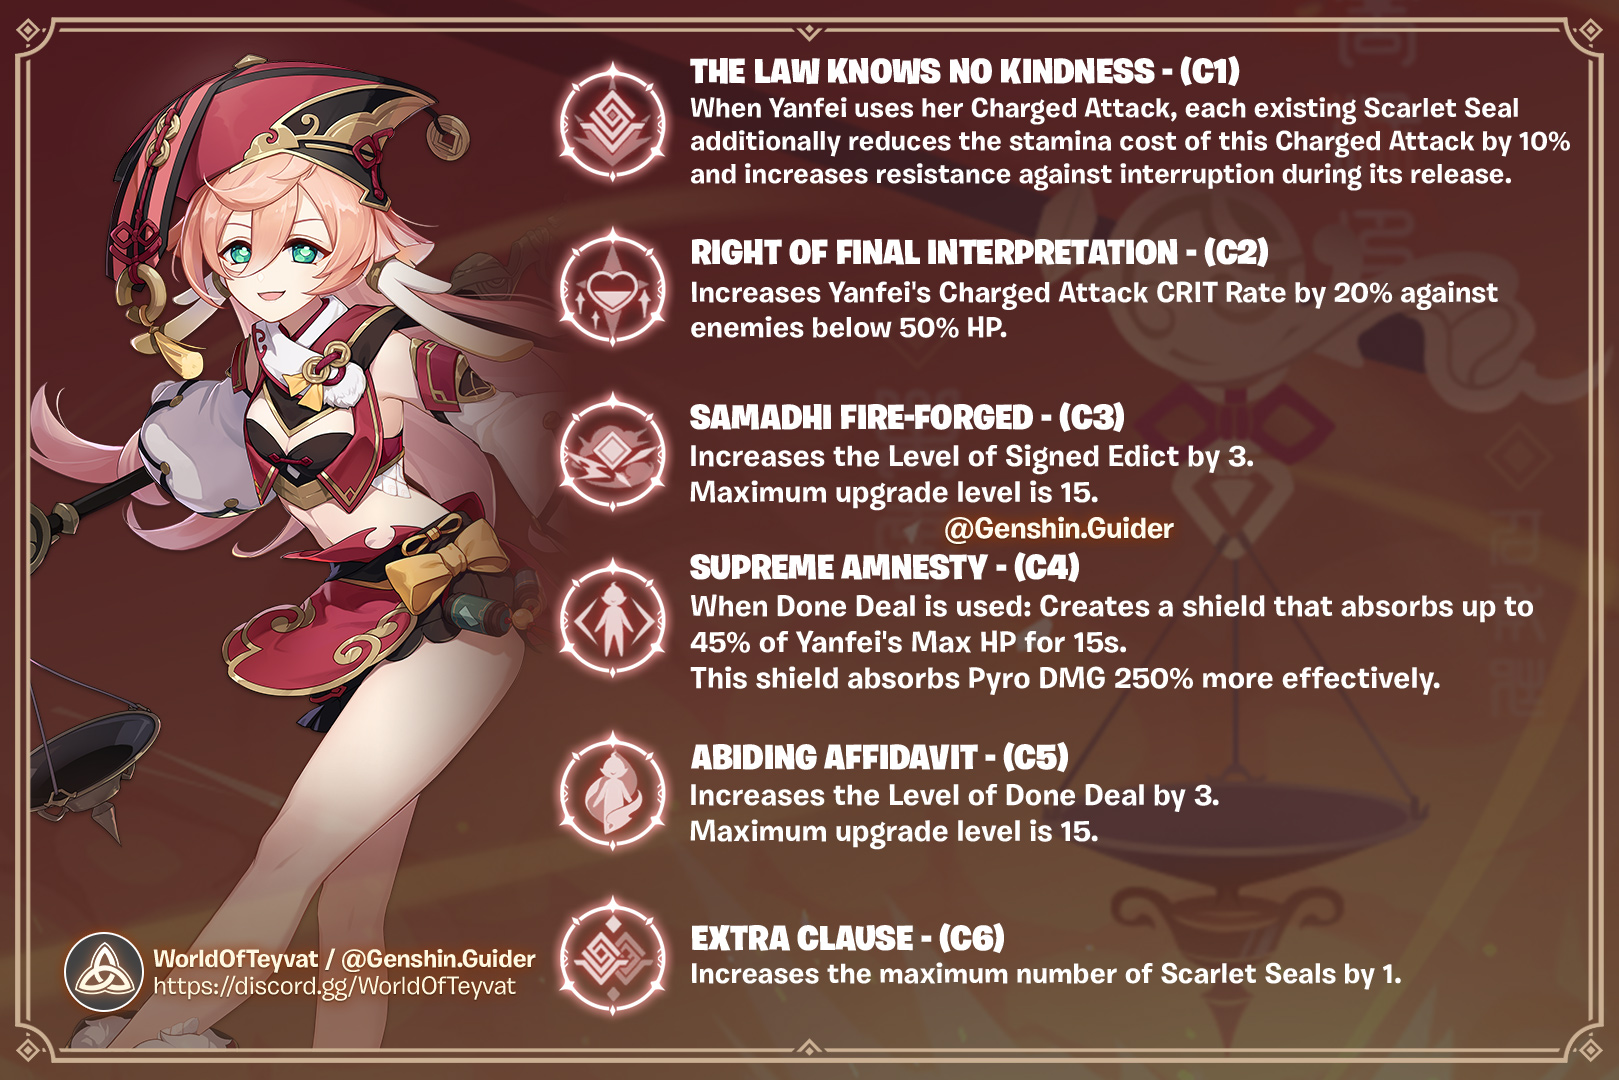 THE LAW KNOWS NO KINDNESS - (C1)
When Yanfei uses her Charged Attack, each existing Scarlet Seal
additionally reduces the stamina cost of this Charged Attack by 10%
and increases resistance against interruption during its release.
RIGHT OF FINAL INTERPRETATION - (C2)
Increases Yanfei's Charged Attack CRIT Rate by 20% against
enemies below 50% HP.
SAMADHI FIRE-FORGED - (C3)
Increases the Level of Signed Edict by 3.
Maximum upgrade level is 15.
@Genshin.Guider
SUPREME AMNESTY - (C4)
When Done Deal is used: Creates a shield that absorbs up to
45% of Yanfei's Max HP for 15s.
This shield absorbs Pyro DMG 250% more effectively.
ABIDING AFFIDAVIT - (C5)
Increases the Level of Done Deal by 3.
Maximum upgrade level is 15.
EXTRA CLAUSE - (C6)
Increases the maximum number of Scarlet Seals by 1.
WorldOfTeyvat / @Genshin.Guider
https://discord.gg/WorldOfTeyvat